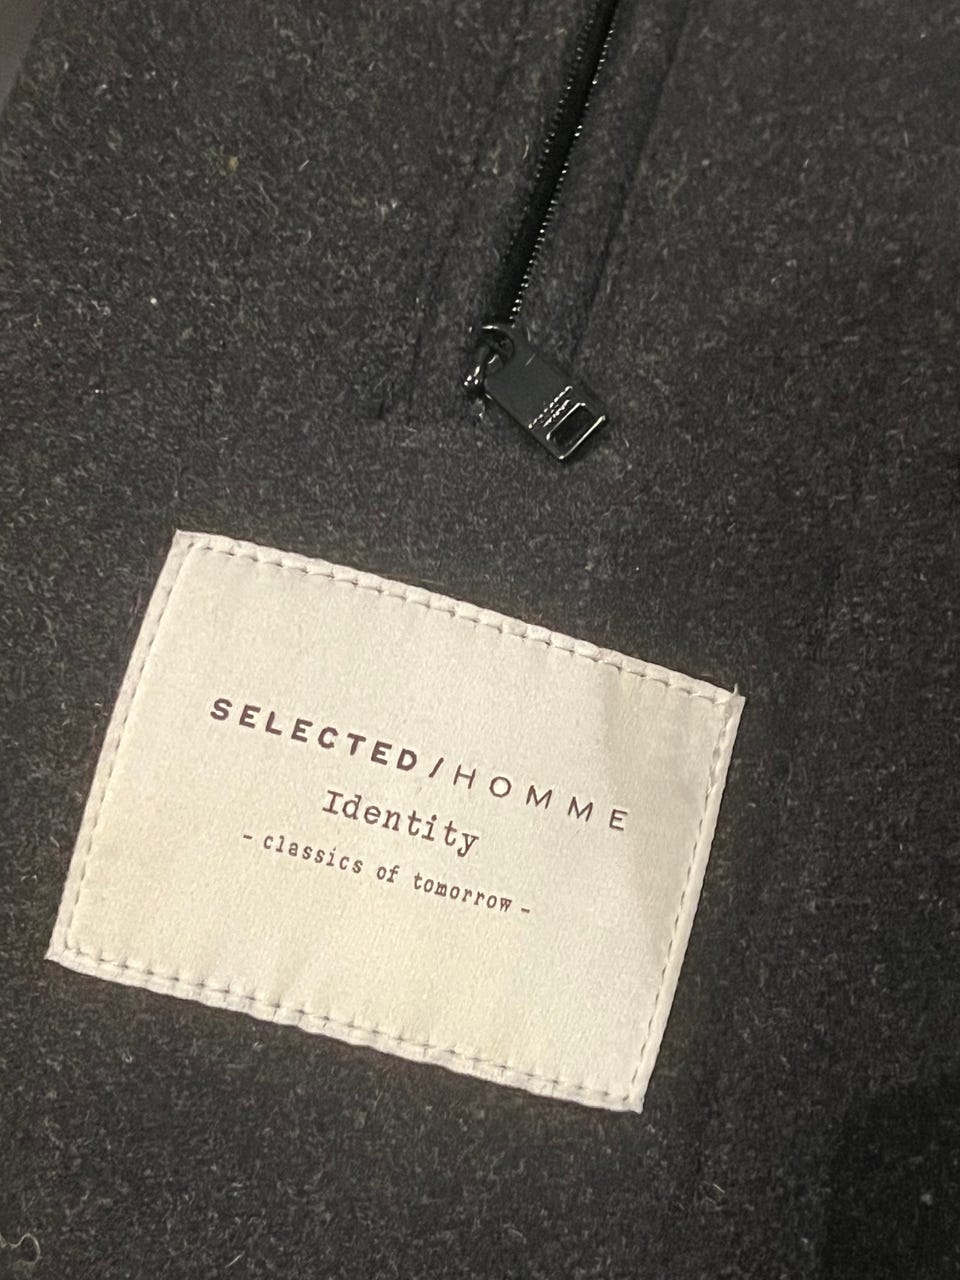 SELECTED/HOMME
Identity
- classics of tomorrow -